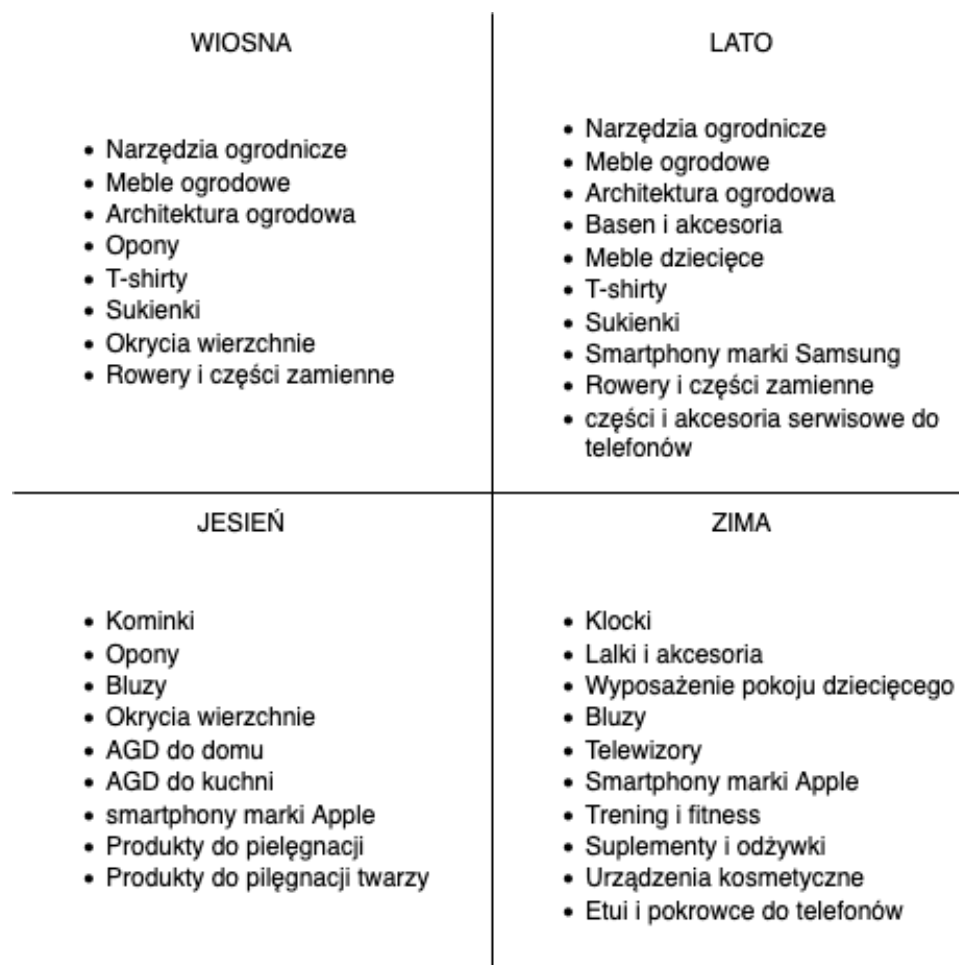 WIOSNA
• Narzędzia ogrodnicze
• Meble ogrodowe
• Architektura ogrodowa
• Opony
• T-shirty
• Sukienki
• Okrycia wierzchnie
• Rowery i części zamienne
LATO
• Narzędzia ogrodnicze
• Meble ogrodowe
• Architektura ogrodowa
• Basen i akcesoria
• Meble dziecięce
• T-shirty
• Sukienki
• Smartphony marki Samsung
• Rowery i części zamienne
• części i akcesoria serwisowe do
telefonów
JESIEŃ
• Kominki
• Opony
• Bluzy
• Okrycia wierzchnie
• AGD do domu
• AGD do kuchni
• smartphony marki Apple
• Produkty do pielęgnacji
• Produkty do pilęgnacji twarzy
ZIMA
• Klocki
• Lalki i akcesoria
• Wyposażenie pokoju dziecięcego
• Bluzy
• Telewizory
• Smartphony marki Apple
• Trening i fitness
• Suplementy i odżywki
• Urządzenia kosmetyczne
• Etui i pokrowce do telefonów